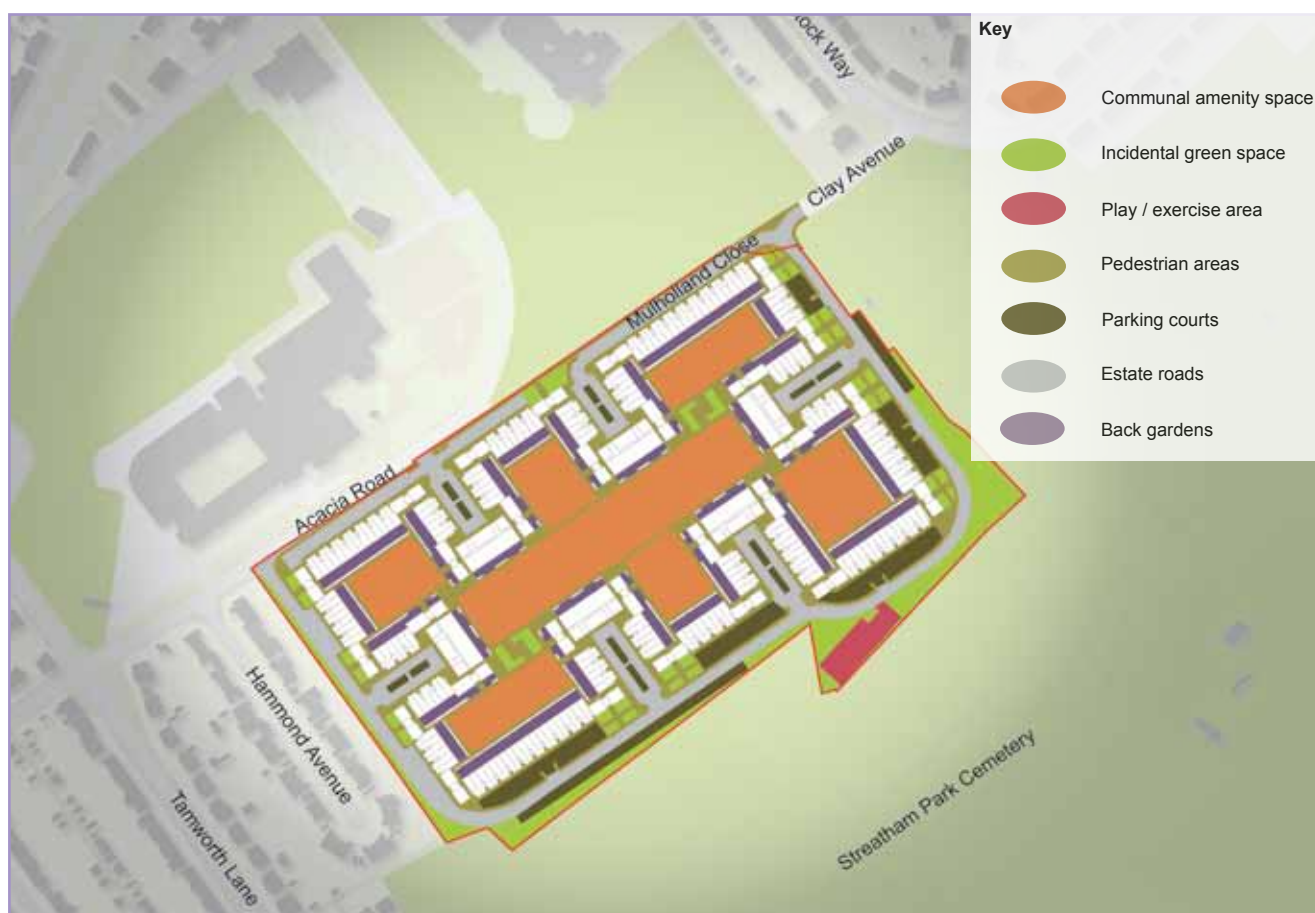 Key
Communal amenity space
Incidental green space
Play / exercise area
Pedestrian areas
Parking courts
Estate roads
Back gardens
Way
Clay Avenue
Mulholland Close
Acacia Road
Hammond Avenue
Tamworth Lane
Streatham Park Cemetery